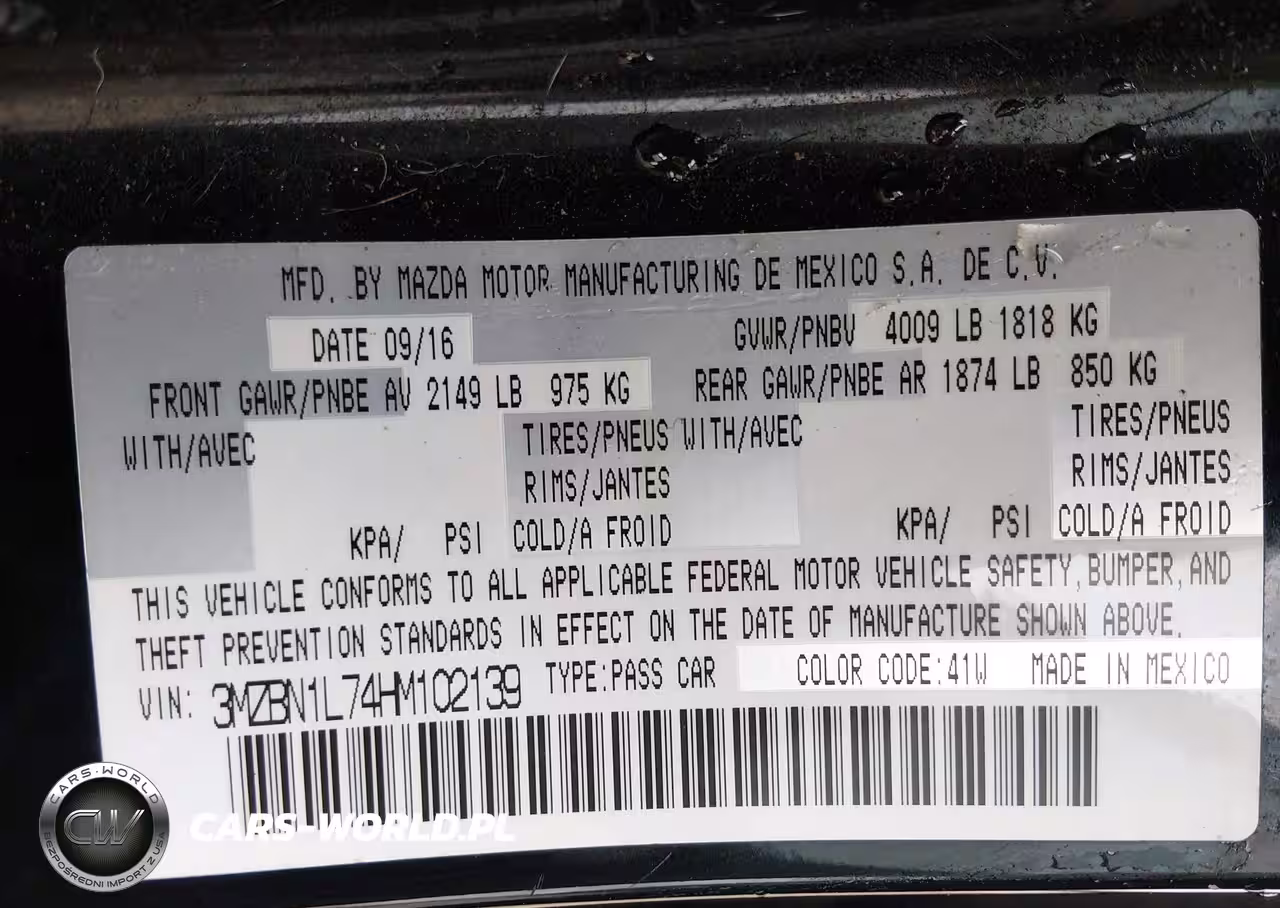 MFD. BY MAZDA MOTOR MANUFACTURING DE MEXICO S.A. DE C.V.
DATE 09/16 GVWR/PNBV 4009 LB 1818 KG
FRONT GAWR/PNBE AV 2149 LB 975 KG REAR GAWR/PNBE AR 1874 LB 850 KG
WITH/AVEC TIRES/PNEUS WITH/AVEC TIRES/PNEUS
RIMS/JANTES RIMS/JANTES
KPA/ PSI COLD/A FROID KPA/ PSI COLD/A FROID
THIS VEHICLE CONFORMS TO ALL APPLICABLE FEDERAL MOTOR VEHICLE SAFETY, BUMPER, AND
THEFT PREVENTION STANDARDS IN EFFECT ON THE DATE OF MANUFACTURE SHOWN ABOVE.
VIN: 3MZBN1L74HM102139 TYPE:PASS CAR COLOR CODE:41W MADE IN MEXICO
CARS-WORLD
CW
BEZPOŚREDNI IMPORT Z USA
CARS-WORLD.PL